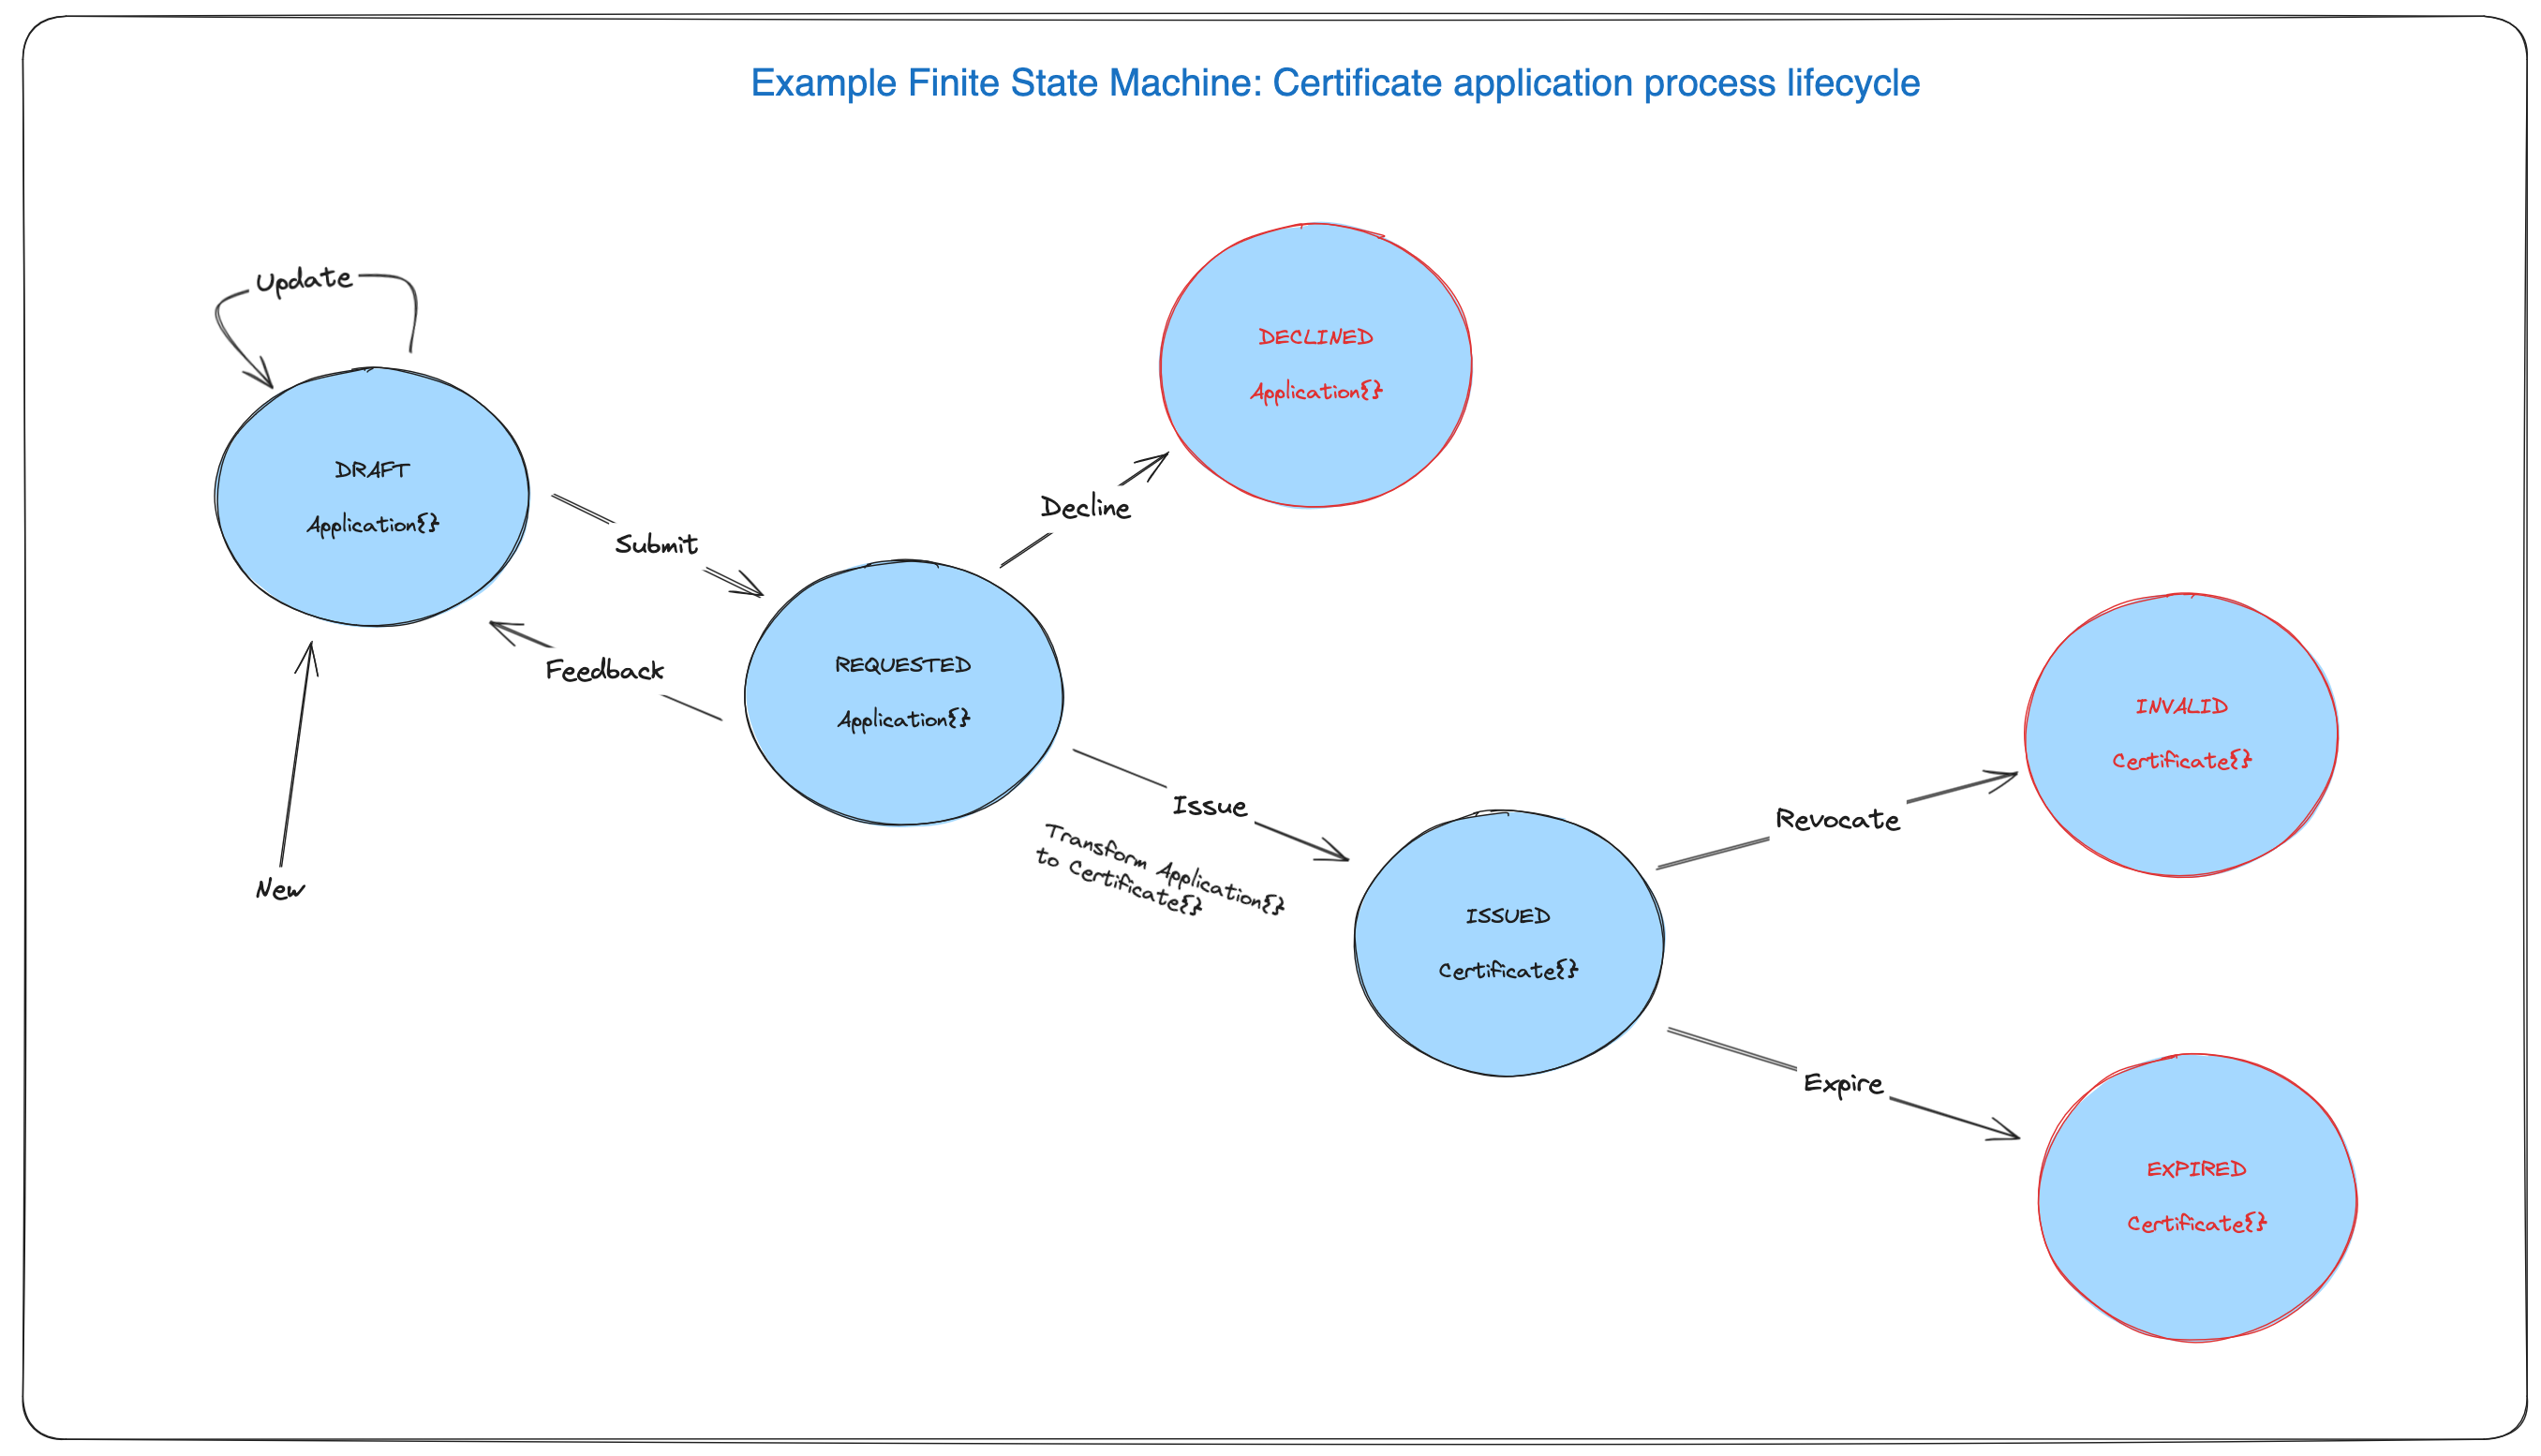 Example Finite State Machine: Certificate application process lifecycle
Update
DECLINED
Application{}
DRAFT
Application{}
Decline
Submit
Feedback
REQUESTED
Application{}
New
Issue
Transform Application{}
to Certificate{}
INVALID
Certificate{}
Revocate
ISSUED
Certificate{}
Expire
EXPIRED
Certificate{}